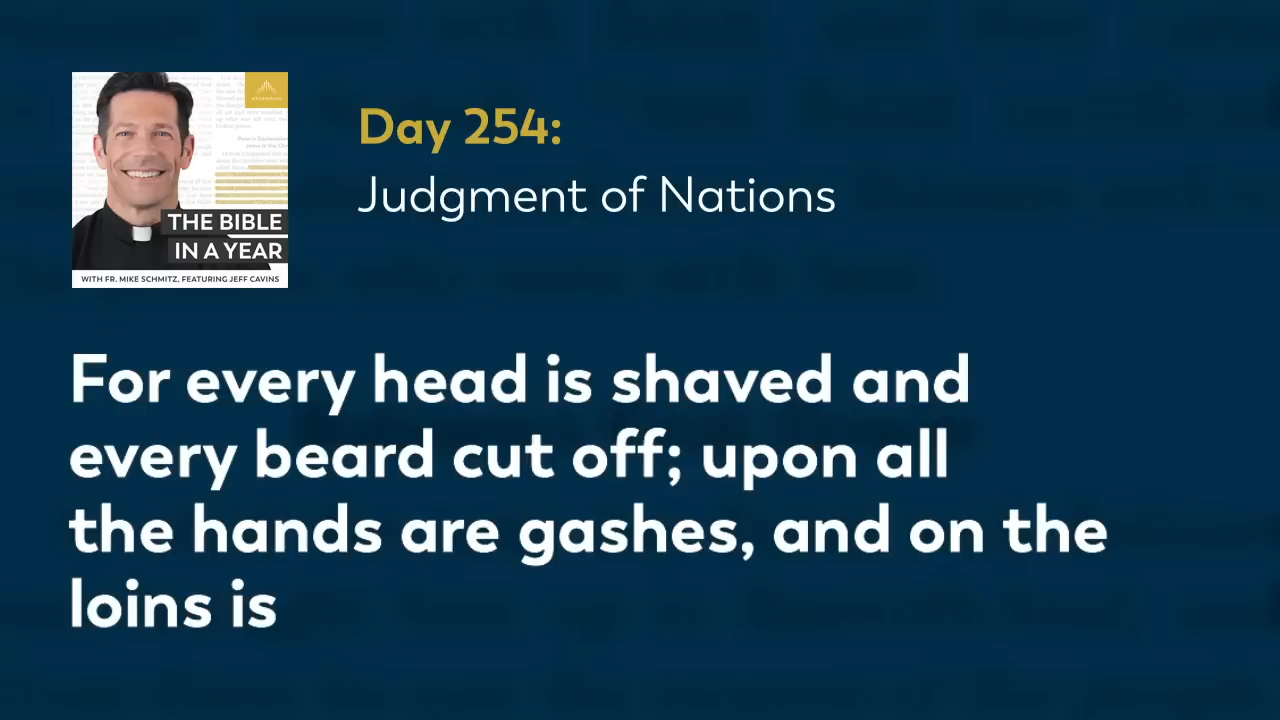 Day 254:
Judgment of Nations
THE BIBLE
IN A YEAR
WITH FR. MIKE SCHMITZ, FEATURING JEFF CAVINS
For every head is shaved and
every beard cut off; upon all
the hands are gashes, and on the
loins is